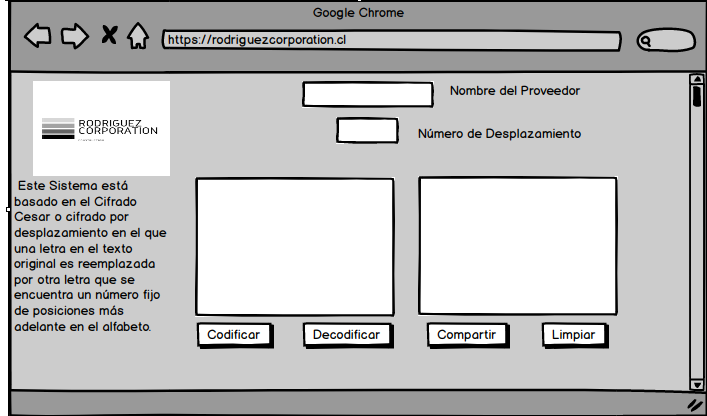 Google Chrome
https://rodriguezcorporation.cl
RODRIGUEZ
CORPORATION
Nombre del Proveedor
Número de Desplazamiento
Este Sistema está
basado en el Cifrado
Cesar o cifrado por
desplazamiento en el que
una letra en el texto
original es reemplazada
por otra letra que se
encuentra un número fijo
de posiciones más
adelante en el alfabeto.
Codificar
Decodificar
Compartir
Limpiar